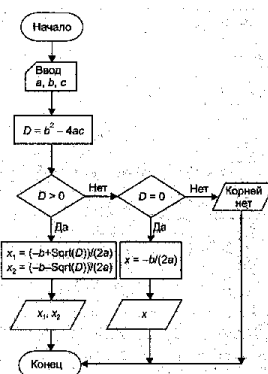 Начало
Ввод
a, b, c
D = b² – 4ac
D > 0
Нет
D = 0
Нет
Корней
нет
Да
Да
x₁ = (–b+Sqrt(D))/(2a)
x₂ = (–b–Sqrt(D))/(2a)
x = –b/(2a)
x₁, x₂
x
Конец